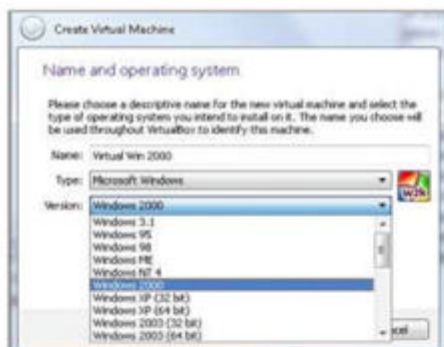 Create Virtual Machine
Name and operating system
Please choose a descriptive name for the new virtual machine and select the
type of operating system you intend to install on it. The name you choose will
be used throughout VirtualBox to identify this machine.
Name: Virtual Win 2000
Type: Microsoft Windows
W2k
Version: Windows 2000
Windows 3.1
Windows 95
Windows 98
Windows ME
Windows NT 4
Windows 2000
Windows XP (32 bit)
Windows XP (64 bit)
Windows 2003 (32 bit)
Windows 2003 (64 bit)